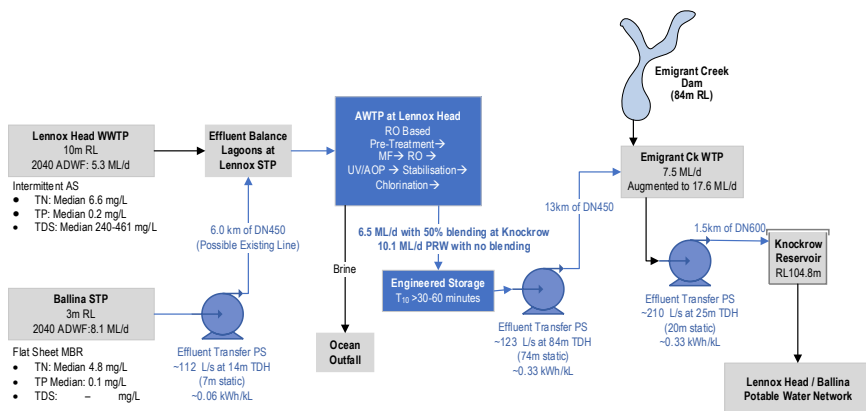 Emigrant Creek
Dam
(84m RL)
Lennox Head WWTP
10m RL
2040 ADWF: 5.3 ML/d
Intermittent AS
● TN: Median 6.6 mg/L
● TP: Median 0.2 mg/L
● TDS: Median 240-461 mg/L
Effluent Balance
Lagoons at
Lennox STP
AWTP at Lennox Head
RO Based
Pre-Treatment→
MF→ RO→
UV/AOP→ Stabilisation→
Chlorination→
Emigrant Ck WTP
7.5 ML/d
Augmented to 17.6 ML/d
6.0 km of DN450
(Possible Existing Line)
13km of DN450
6.5 ML/d with 50% blending at Knockrow
10.1 ML/d PRW with no blending
1.5km of DN600
Knockrow
Reservoir
RL104.8m
Brine
Engineered Storage
T10 >30-60 minutes
Ballina STP
3m RL
2040 ADWF:8.1 ML/d
Flat Sheet MBR
● TN: Median 4.8 mg/L
● TP Median: 0.1 mg/L
● TDS: – mg/L
Effluent Transfer PS
~112 L/s at 14m TDH
(7m static)
~0.06 kWh/kL
Ocean
Outfall
Effluent Transfer PS
~123 L/s at 84m TDH
(74m static)
~0.33 kWh/kL
Effluent Transfer PS
~210 L/s at 25m TDH
(20m static)
~0.33 kWh/kL
Lennox Head / Ballina
Potable Water Network